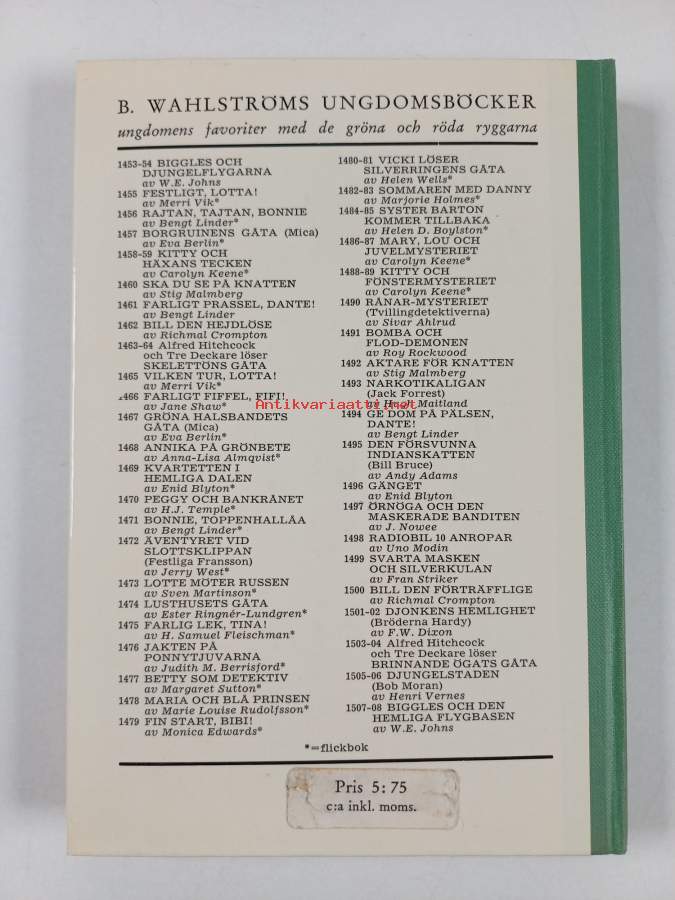 B. WAHLSTRÖMS UNGDOMSBÖCKER
ungdomens favoriter med de gröna och röda ryggarna
1453-54 BIGGLES OCH
DJUNGELFLYGARNA
av W.E. Johns
1455 FESTLIGT, LOTTA!
av Merri Vik*
1456 RAJTAN, TAJTAN, BONNIE
av Bengt Linder*
1457 BORGRUINENS GÅTA (Mica)
av Eva Berlin*
1458-59 KITTY OCH
HÄXANS TECKEN
av Carolyn Keene*
1460 SKA DU SE PÅ KNATTEN
av Stig Malmberg
1461 FARLIGT PRASSEL, DANTE!
av Bengt Linder
1462 BILL DEN HEJDLÖSE
av Richmal Crompton
1463-64 Alfred Hitchcock
och Tre Deckare löser
SKELETTÖNS GÅTA
1465 VILKEN TUR, LOTTA!
av Merri Vik*
1466 FARLIGT FIFFEL, FIFI!
av Jane Shaw*
1467 GRÖNA HALSBANDETS
GÅTA (Mica)
av Eva Berlin*
1468 ANNIKA PÅ GRÖNBETE
av Anna-Lisa Almqvist*
1469 KVARTETTEN I
HEMLIGA DALEN
av Enid Blyton*
1470 PEGGY OCH BANKRÅNET
av H.J. Temple*
1471 BONNIE, TOPPENHALLÅA
av Bengt Linder*
1472 ÄVENTYRET VID
SLOTTSKLIPPAN
(Festliga Fransson)
av Jerry West*
1473 LOTTE MÖTER RUSSEN
av Sven Martinson*
1474 LUSTHUSETS GÅTA
av Ester Ringnér-Lundgren*
1475 FARLIG LEK, TINA!
av H. Samuel Fleischman*
1476 JAKTEN PÅ
PONNYTJUVARNA
av Judith M. Berrisford*
1477 BETTY SOM DETEKTIV
av Margaret Sutton*
1478 MARIA OCH BLÅ PRINSEN
av Marie Louise Rudolfsson*
1479 FIN START, BIBI!
av Monica Edwards*
1480-81 VICKI LÖSER
SILVERRINGENS GÅTA
av Helen Wells*
1482-83 SOMMAREN MED DANNY
av Marjorie Holmes*
1484-85 SYSTER BARTON
KOMMER TILLBAKA
av Helen D. Boylston*
1486-87 MARY, LOU OCH
JUVELMYSTERIET
av Carolyn Keene*
1488-89 KITTY OCH
FÖNSTERMYSTERIET
av Carolyn Keene*
1490 RÅNAR-MYSTERIET
(Tvillingdetektiverna)
av Sivar Ahlrud
1491 BOMBA OCH
FLOD-DEMONEN
av Roy Rockwood
1492 AKTARE FÖR KNATTEN
av Stig Malmberg
1493 NARKOTIKALIGAN
(Jack Forrest)
av Hugh Maitland
1494 GE DOM PÅ PÄLSEN,
DANTE!
av Bengt Linder
1495 DEN FÖRSVUNNA
INDIANSKATTEN
(Bill Bruce)
av Andy Adams
1496 GÄNGET
av Enid Blyton
1497 ÖRNÖGA OCH DEN
MASKERADE BANDITEN
av J. Nowee
1498 RADIOBIL 10 ANROPAR
av Uno Modin
1499 SVARTA MASKEN
OCH SILVERKULAN
av Fran Striker
1500 BILL DEN FÖRTRÄFFLIGE
av Richmal Crompton
1501-02 DJONKENS HEMLIGHET
(Bröderna Hardy)
av F.W. Dixon
1503-04 Alfred Hitchcock
och Tre Deckare löser
BRINNANDE ÖGATS GÅTA
1505-06 DJUNGELSTADEN
(Bob Moran)
av Henri Vernes
1507-08 BIGGLES OCH DEN
HEMLIGA FLYGBASEN
av W.E. Johns
*=flickbok
Pris 5:75
c:a inkl. moms.
Antikvariaatti.net